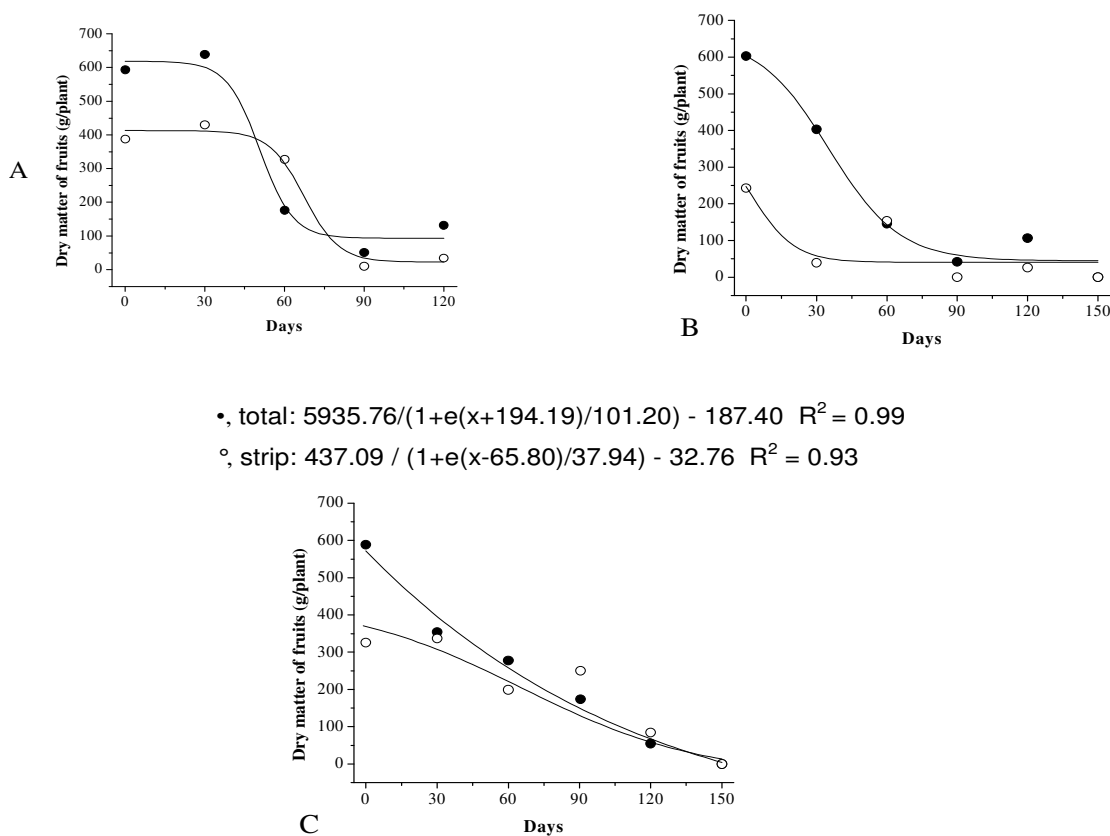 700
600
500
400
300
200
100
0
Dry matter of fruits (g/plant)
0 30 60 90 120
Days
A
700
600
500
400
300
200
100
0
Dry matter of fruits (g/plant)
0 30 60 90 120 150
Days
B
•, total: 5935.76/(1+e(x+194.19)/101.20) - 187.40 R² = 0.99
°, strip: 437.09 / (1+e(x-65.80)/37.94) - 32.76 R² = 0.93
700
600
500
400
300
200
100
0
Dry matter of fruits (g/plant)
0 30 60 90 120 150
Days
C